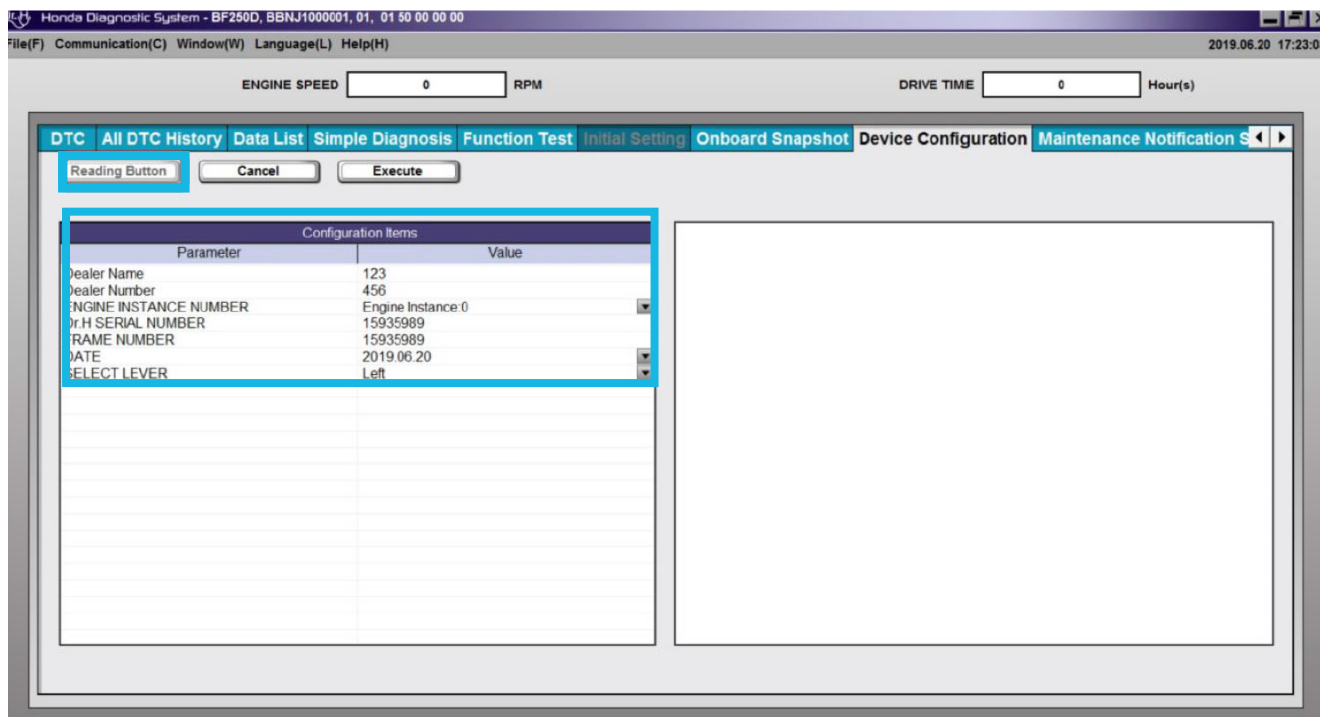 Honda Diagnostic System - BF250D, BBNJ1000001, 01, 01 50 00 00 00
File(F) Communication(C) Window(W) Language(L) Help(H) 2019.06.20 17:23:0
ENGINE SPEED 0 RPM DRIVE TIME 0 Hour(s)
DTC All DTC History Data List Simple Diagnosis Function Test Initial Setting Onboard Snapshot Device Configuration Maintenance Notification S
Reading Button Cancel Execute
Configuration Items
Parameter Value
Dealer Name 123
Dealer Number 456
ENGINE INSTANCE NUMBER Engine Instance:0
Dr.H SERIAL NUMBER 15935989
FRAME NUMBER 15935989
DATE 2019.06.20
SELECT LEVER Left